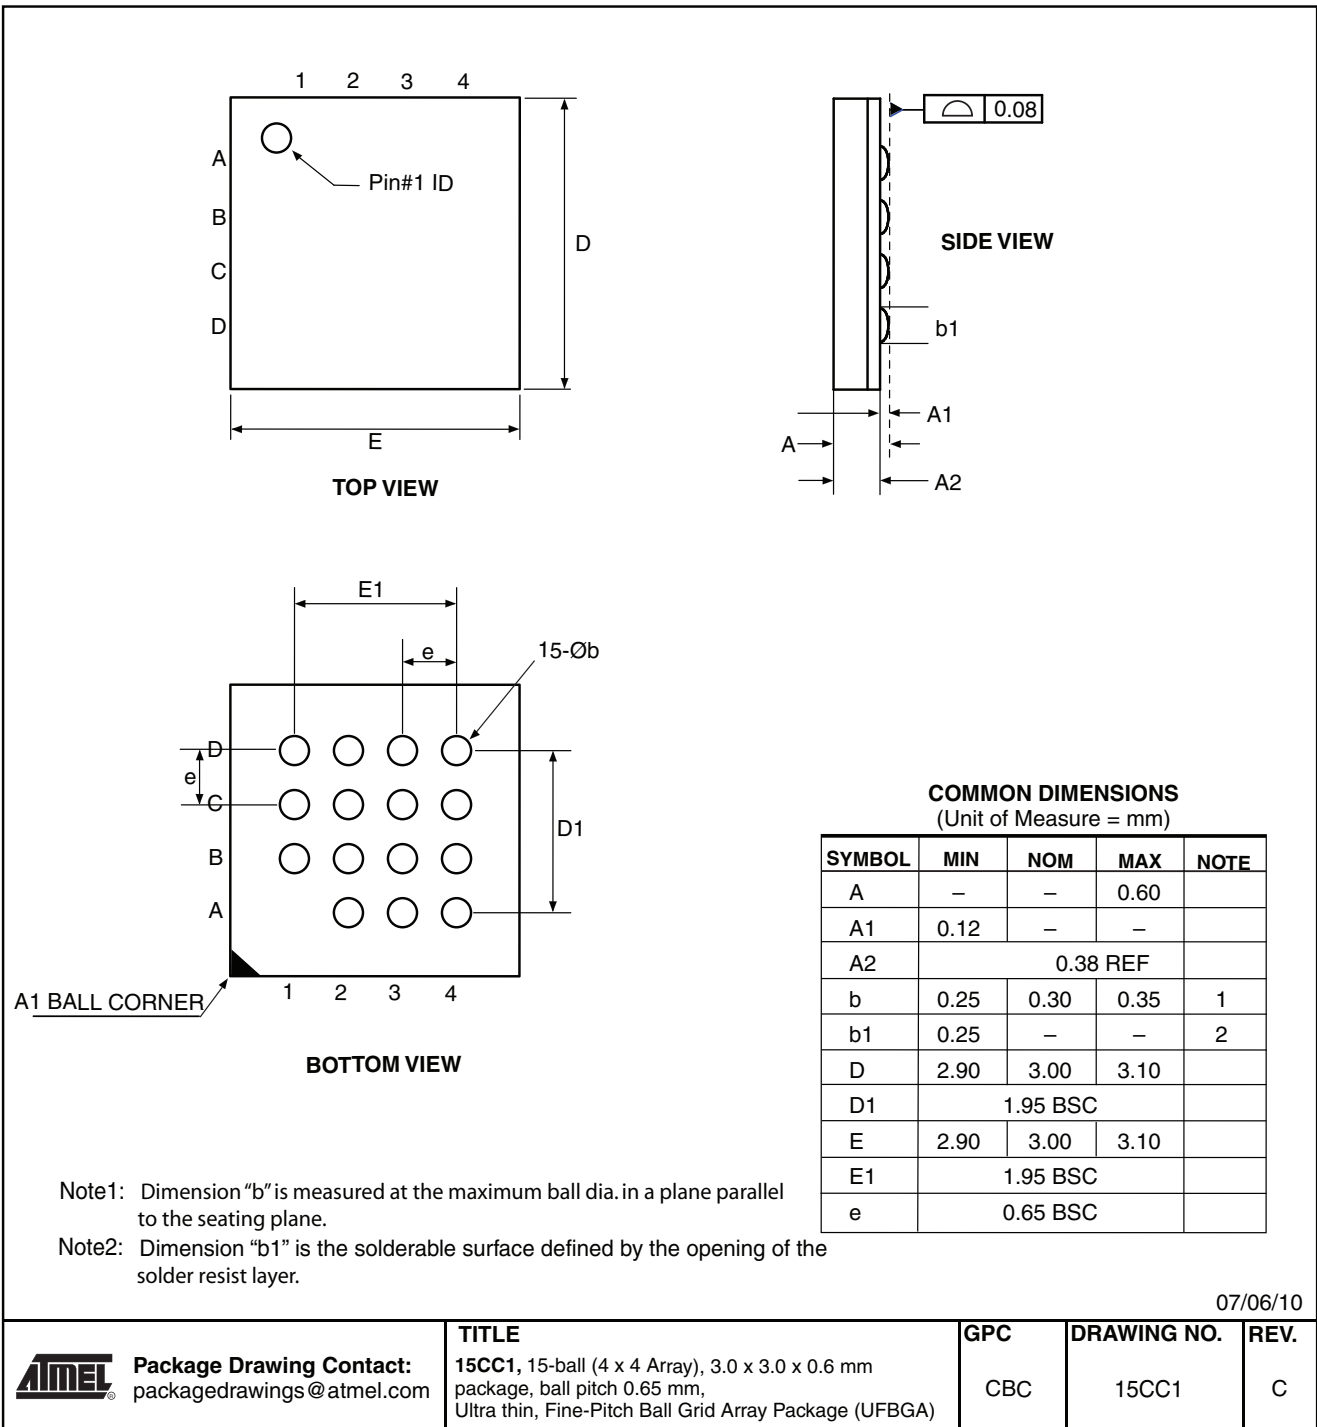 1 2 3 4
A
B
C
D
Pin#1 ID
D
E
TOP VIEW
0.08
SIDE VIEW
b1
A1
A
A2
E1
e
15-Øb
D
e
C
B
A
D1
A1 BALL CORNER
1 2 3 4
BOTTOM VIEW
COMMON DIMENSIONS
(Unit of Measure = mm)
SYMBOL MIN NOM MAX NOTE
A – – 0.60
A1 0.12 – –
A2 0.38 REF
b 0.25 0.30 0.35 1
b1 0.25 – – 2
D 2.90 3.00 3.10
D1 1.95 BSC
E 2.90 3.00 3.10
E1 1.95 BSC
e 0.65 BSC
Note1: Dimension “b” is measured at the maximum ball dia. in a plane parallel
to the seating plane.
Note2: Dimension “b1” is the solderable surface defined by the opening of the
solder resist layer.
07/06/10
ATMEL ®
Package Drawing Contact:
packagedrawings@atmel.com
TITLE
15CC1, 15-ball (4 x 4 Array), 3.0 x 3.0 x 0.6 mm
package, ball pitch 0.65 mm,
Ultra thin, Fine-Pitch Ball Grid Array Package (UFBGA)
GPC
CBC
DRAWING NO.
15CC1
REV.
C